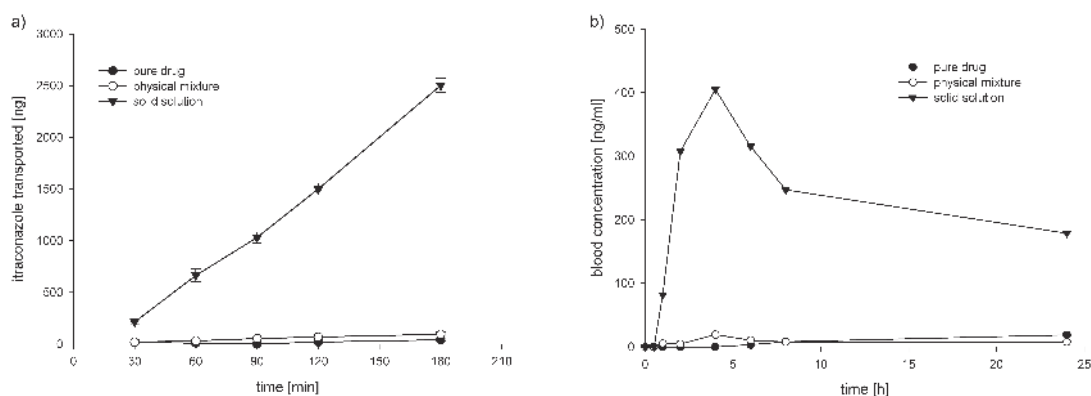 a)
3000
2500
2000
1500
1000
500
0
30 60 90 120 150 180 210
itraconazole transported [ng]
time [min]
pure drug
physical mixture
solid solution
b)
500
400
300
200
100
0
0 5 10 15 20 25
blood concentration [ng/ml]
time [h]
pure drug
physical mixture
solid solution